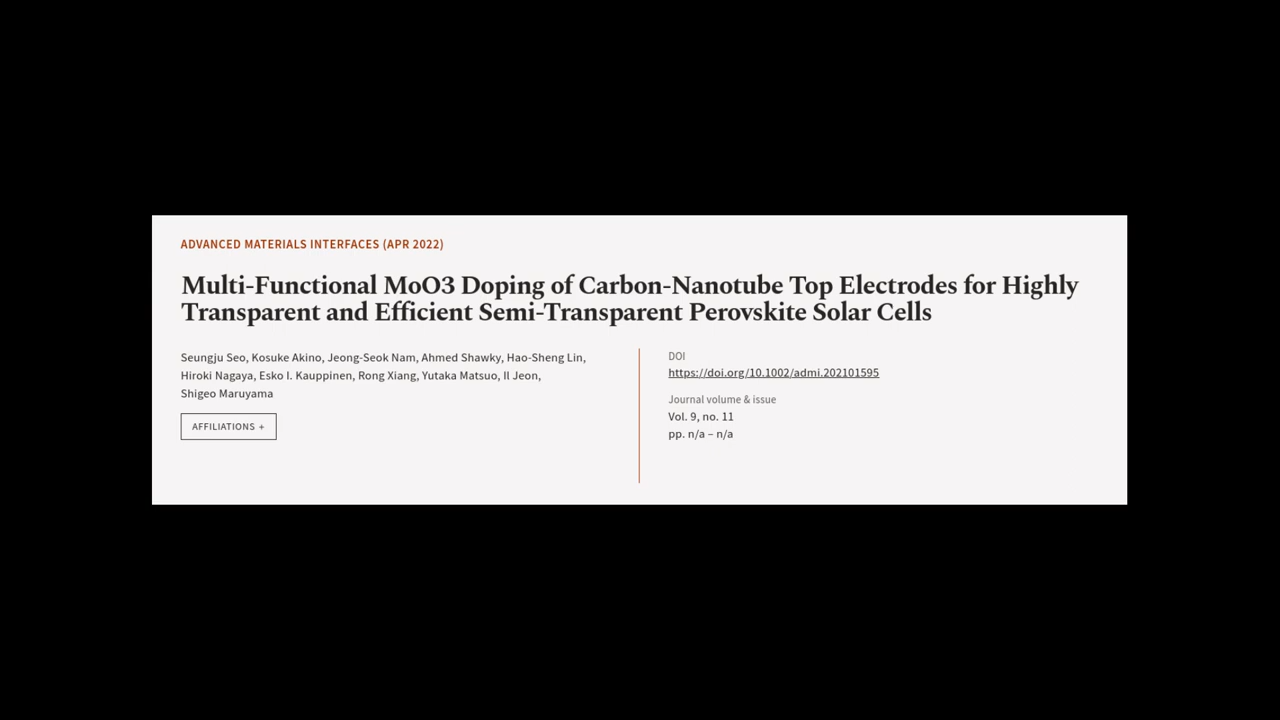 ADVANCED MATERIALS INTERFACES (APR 2022)
Multi-Functional MoO3 Doping of Carbon-Nanotube Top Electrodes for Highly
Transparent and Efficient Semi-Transparent Perovskite Solar Cells
Seungju Seo, Kosuke Akino, Jeong-Seok Nam, Ahmed Shawky, Hao-Sheng Lin,
Hiroki Nagaya, Esko I. Kauppinen, Rong Xiang, Yutaka Matsuo, Il Jeon,
Shigeo Maruyama
AFFILIATIONS +
DOI
https://doi.org/10.1002/admi.202101595
Journal volume & issue
Vol. 9, no. 11
pp. n/a – n/a